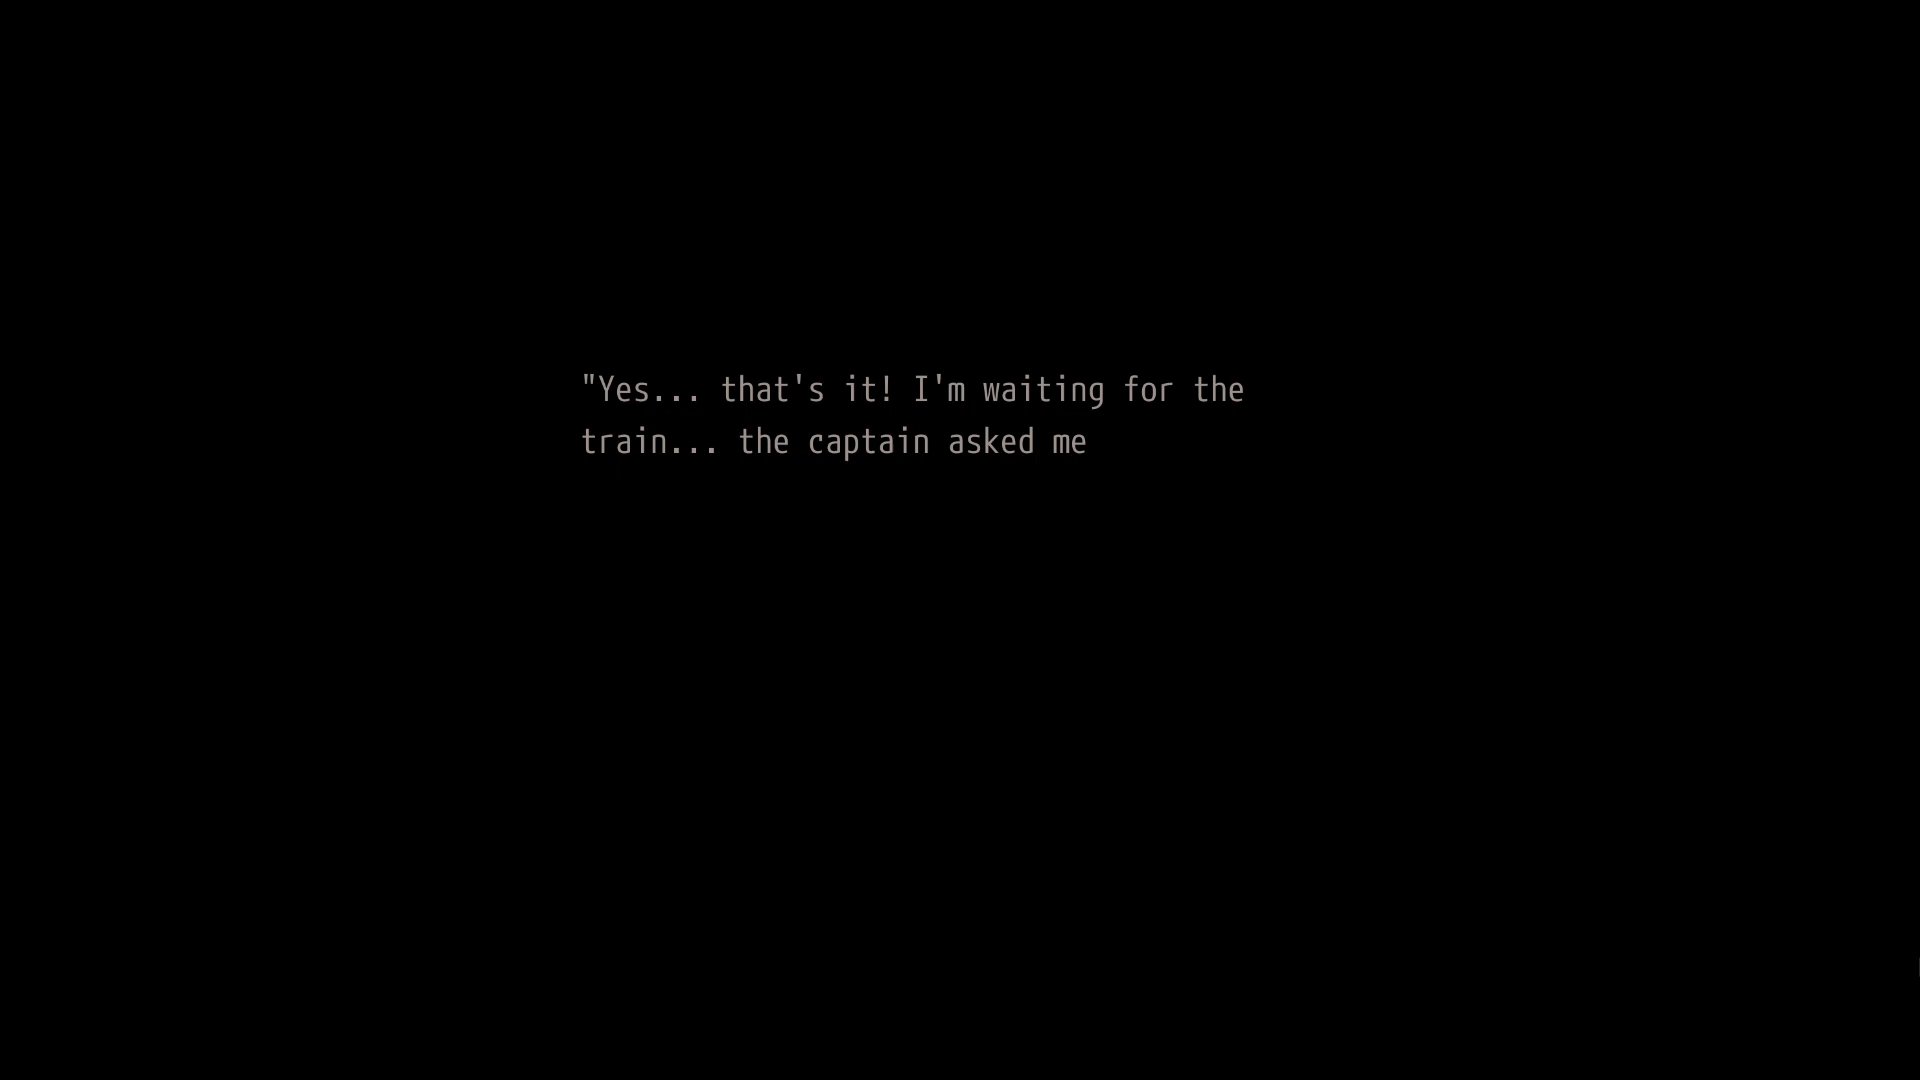 "Yes... that's it! I'm waiting for the
train... the captain asked me